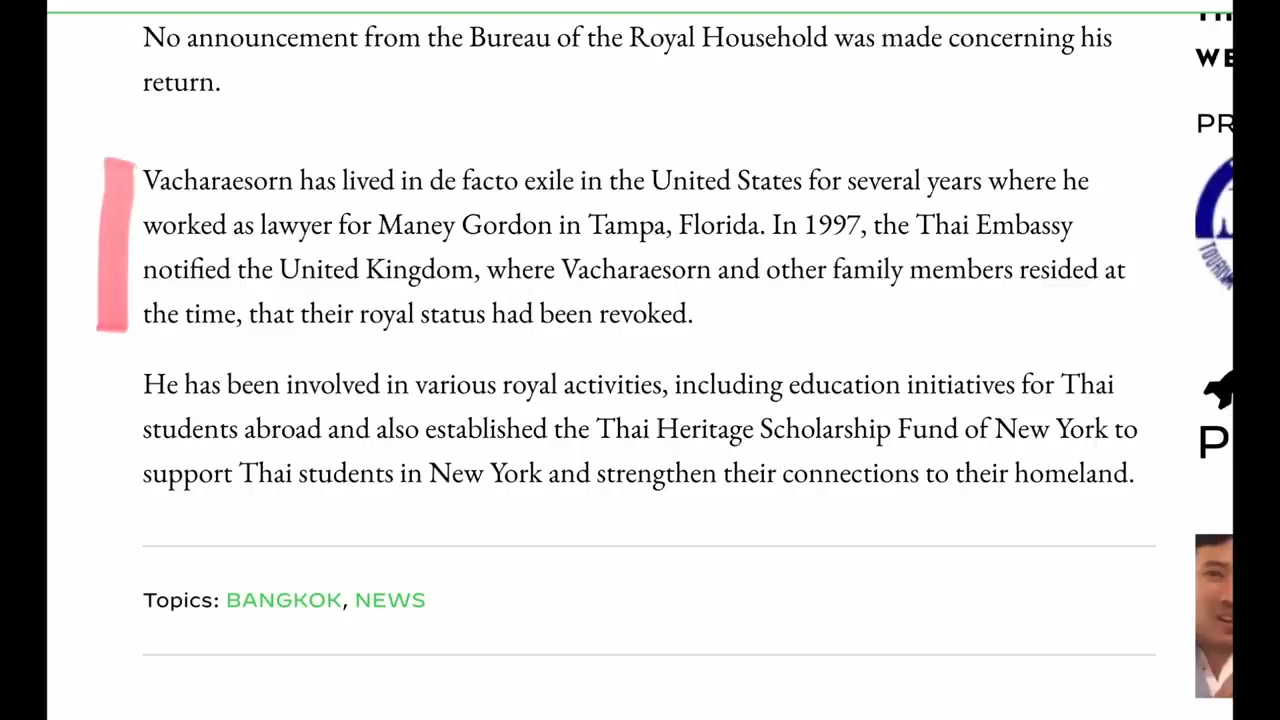 No announcement from the Bureau of the Royal Household was made concerning his
return.
Vacharaesorn has lived in de facto exile in the United States for several years where he
worked as lawyer for Maney Gordon in Tampa, Florida. In 1997, the Thai Embassy
notified the United Kingdom, where Vacharaesorn and other family members resided at
the time, that their royal status had been revoked.
He has been involved in various royal activities, including education initiatives for Thai
students abroad and also established the Thai Heritage Scholarship Fund of New York to
support Thai students in New York and strengthen their connections to their homeland.
Topics: BANGKOK, NEWS